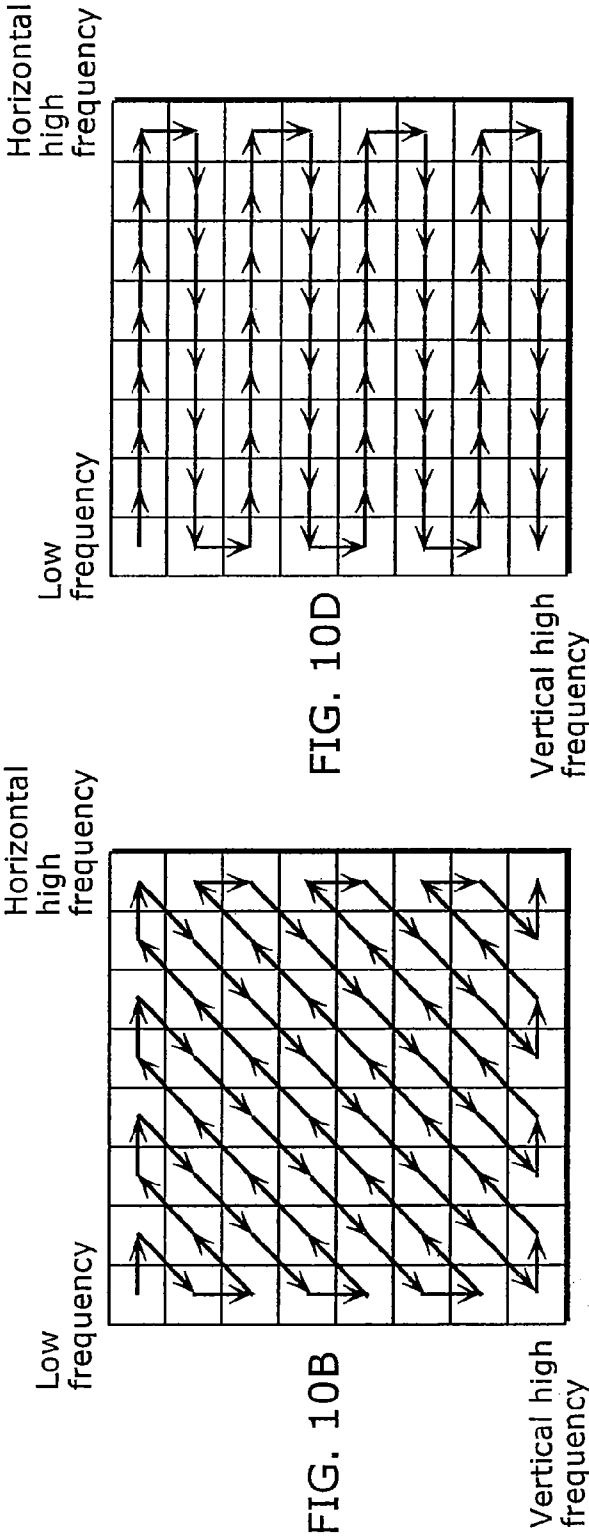 Low
frequency
Horizontal
high
frequency
FIG. 10B
Vertical high
frequency
Low
frequency
Horizontal
high
frequency
FIG. 10D
Vertical high
frequency